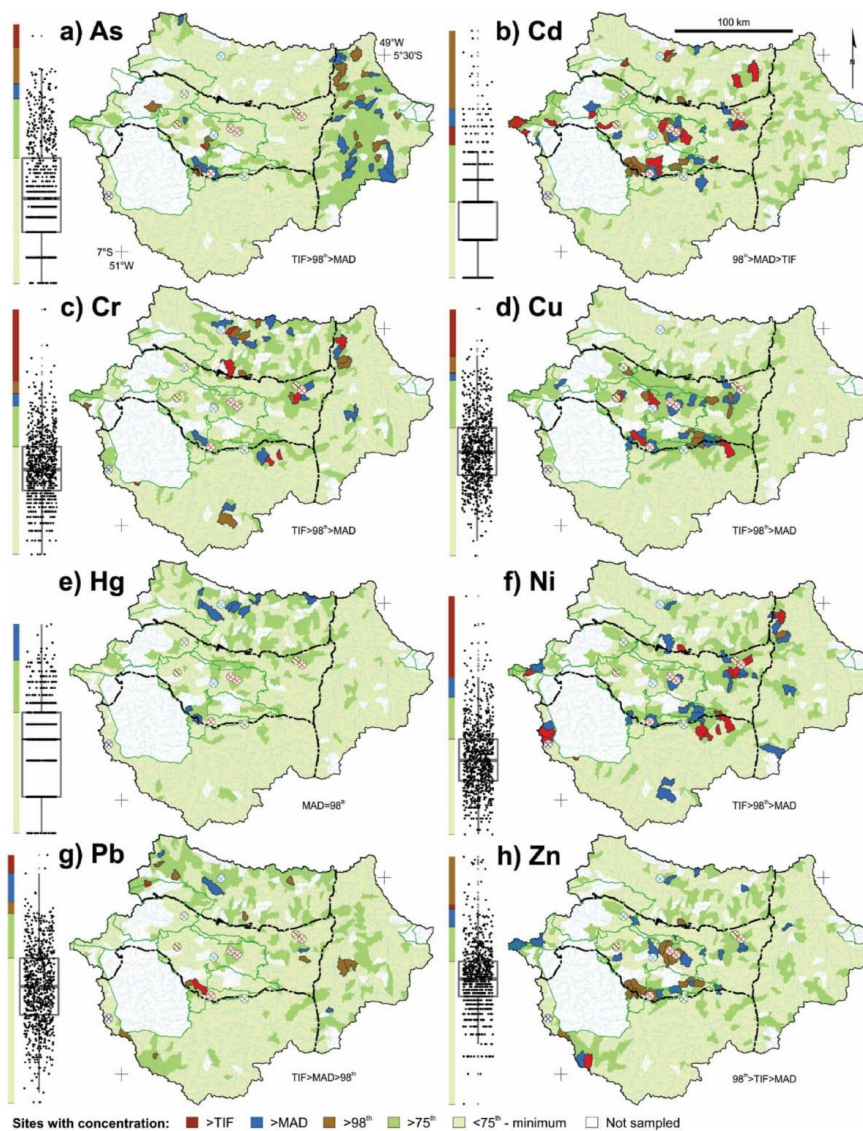 a) As
49°W
5°30'S
7°S
51°W
TIF>98th>MAD
b) Cd
100 km
N
98th>MAD>TIF
c) Cr
TIF>98th>MAD
d) Cu
TIF>98th>MAD
e) Hg
MAD=98th
f) Ni
TIF>98th>MAD
g) Pb
TIF>MAD>98th
h) Zn
98th>TIF>MAD
Sites with concentration: >TIF >MAD >98th >75th <75th - minimum Not sampled